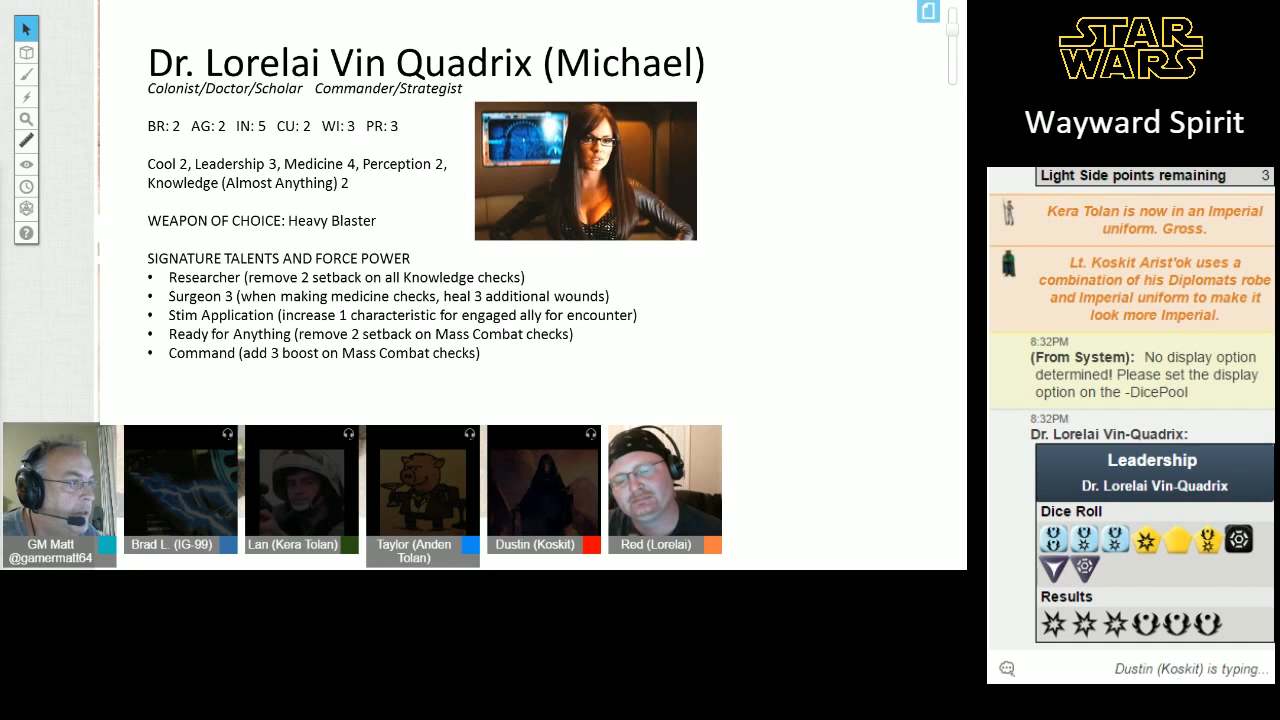 Dr. Lorelai Vin Quadrix (Michael)
Colonist/Doctor/Scholar Commander/Strategist
BR: 2 AG: 2 IN: 5 CU: 2 WI: 3 PR: 3
Cool 2, Leadership 3, Medicine 4, Perception 2,
Knowledge (Almost Anything) 2
WEAPON OF CHOICE: Heavy Blaster
SIGNATURE TALENTS AND FORCE POWER
• Researcher (remove 2 setback on all Knowledge checks)
• Surgeon 3 (when making medicine checks, heal 3 additional wounds)
• Stim Application (increase 1 characteristic for engaged ally for encounter)
• Ready for Anything (remove 2 setback on Mass Combat checks)
• Command (add 3 boost on Mass Combat checks)
GM Matt
@gamermatt64
Brad L. (IG-99)
Lan (Kera Tolan)
Taylor (Anden
Tolan)
Dustin (Koskit)
Red (Lorelai)
STAR
WARS
Wayward Spirit
Light Side points remaining 3
Kera Tolan is now in an Imperial
uniform. Gross.
Lt. Koskit Arist'ok uses a
combination of his Diplomats robe
and Imperial uniform to make it
look more Imperial.
8:32PM
(From System): No display option
determined! Please set the display
option on the -DicePool
8:32PM
Dr. Lorelai Vin-Quadrix:
Leadership
Dr. Lorelai Vin-Quadrix
Dice Roll
Results
Dustin (Koskit) is typing...